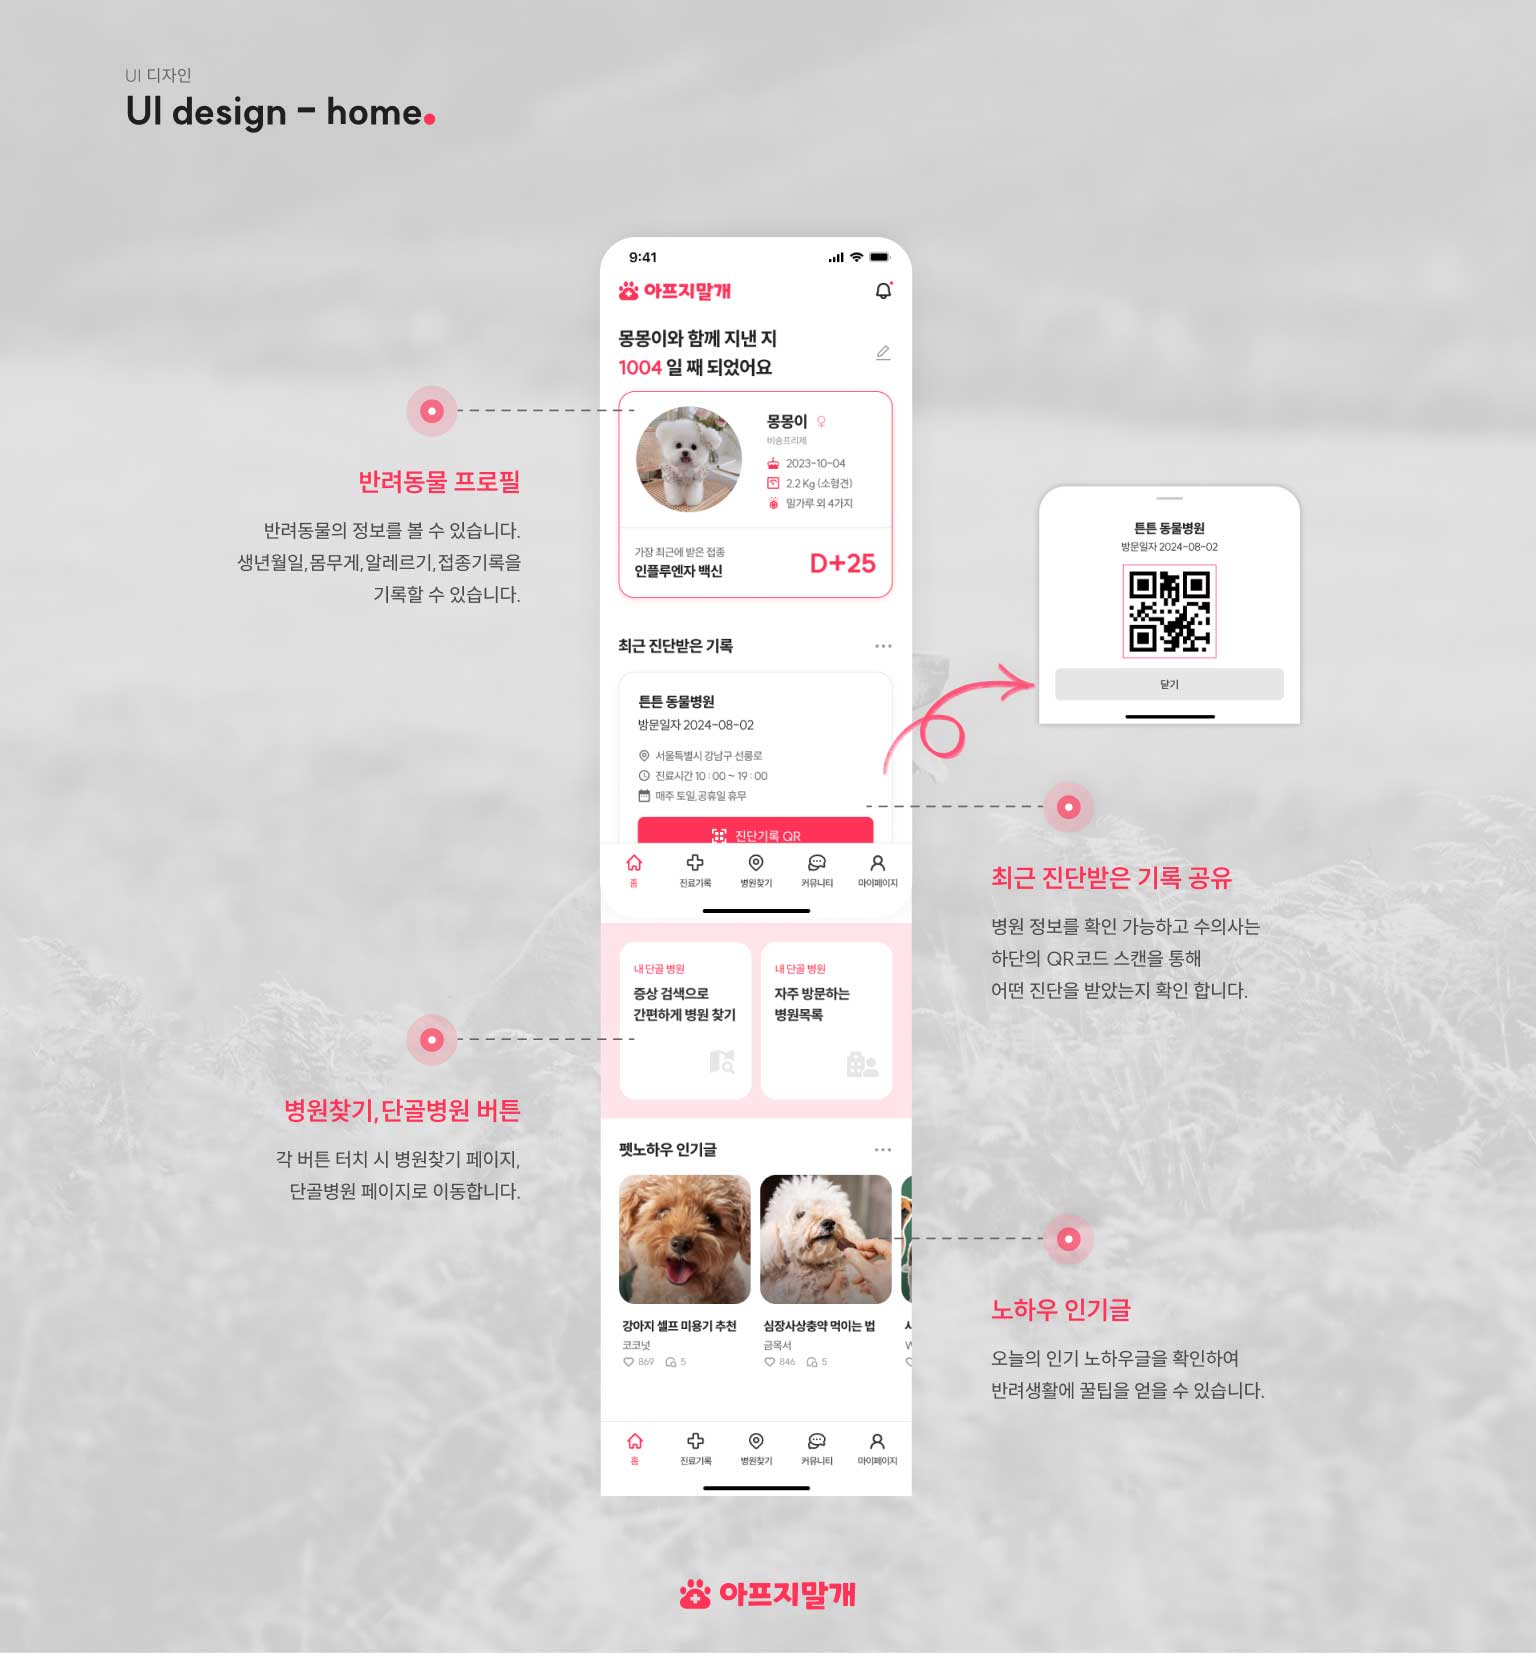 UI 디자인
UI design - home.
9:41
아프지말개
몽몽이와 함께 지낸 지
1004 일 째 되었어요
몽몽이
비숑프리제
2023-10-04
2.2 Kg (소형견)
밀가루 외 4가지
가장 최근에 받은 접종
인플루엔자 백신
D+25
반려동물 프로필
반려동물의 정보를 볼 수 있습니다.
생년월일,몸무게,알레르기,접종기록을
기록할 수 있습니다.
최근 진단받은 기록
튼튼 동물병원
방문일자 2024-08-02
서울특별시 강남구 선릉로
진료시간 10 : 00 ~ 19 : 00
매주 토일,공휴일 휴무
진단기록 QR
홈
진료기록
병원찾기
커뮤니티
마이페이지
튼튼 동물병원
방문일자 2024-08-02
닫기
최근 진단받은 기록 공유
병원 정보를 확인 가능하고 수의사는
하단의 QR코드 스캔을 통해
어떤 진단을 받았는지 확인 합니다.
내 단골 병원
증상 검색으로
간편하게 병원 찾기
내 단골 병원
자주 방문하는
병원목록
병원찾기,단골병원 버튼
각 버튼 터치 시 병원찾기 페이지,
단골병원 페이지로 이동합니다.
펫노하우 인기글
강아지 셀프 미용기 추천
코코넛
869 5
심장사상충약 먹이는 법
금목서
846 5
노하우 인기글
오늘의 인기 노하우글을 확인하여
반려생활에 꿀팁을 얻을 수 있습니다.
홈
진료기록
병원찾기
커뮤니티
마이페이지
아프지말개